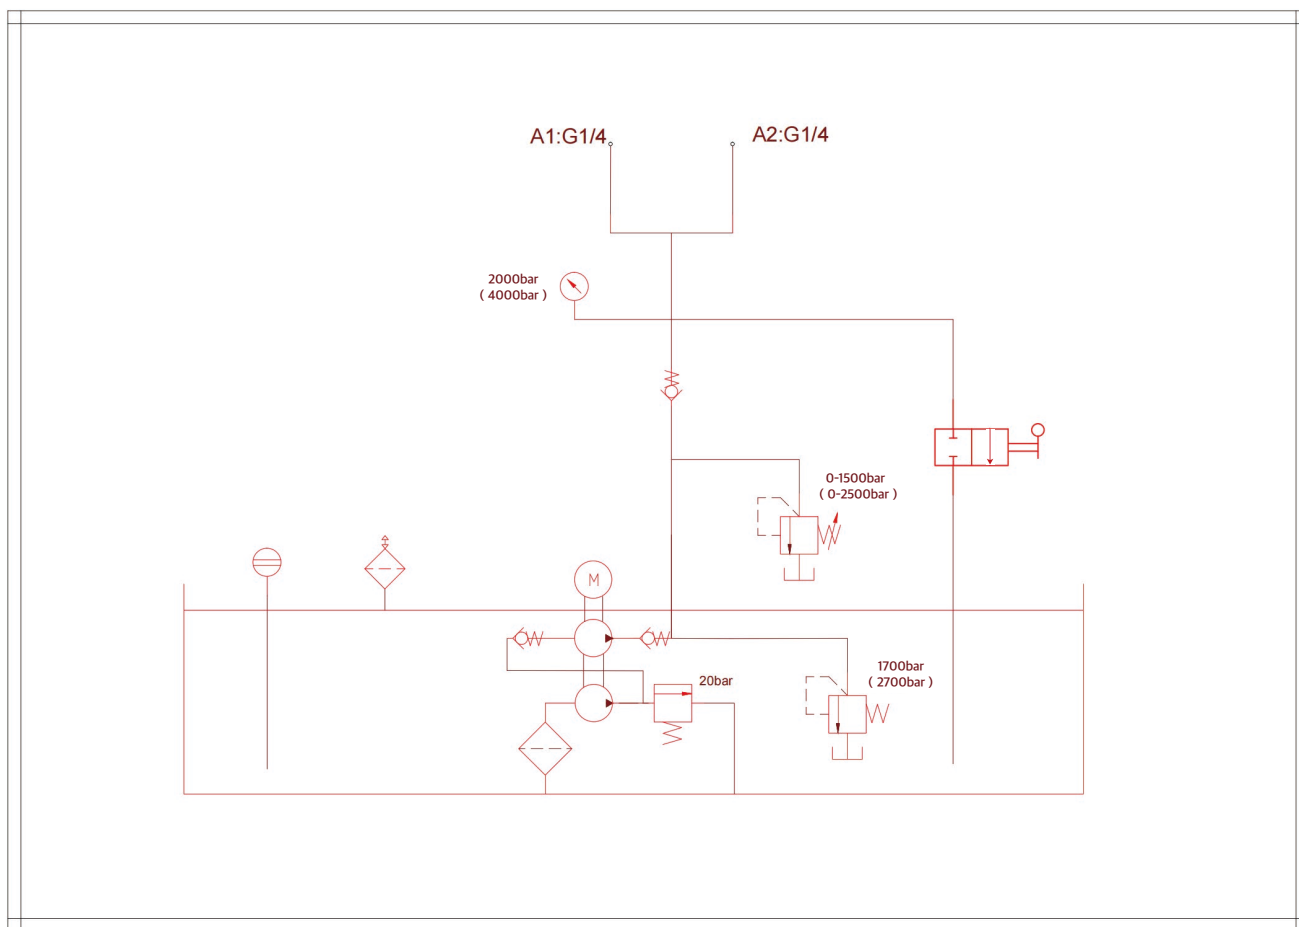 A1:G1/4
A2:G1/4
2000bar
( 4000bar )
0-1500bar
( 0-2500bar )
M
1700bar
( 2700bar )
20bar